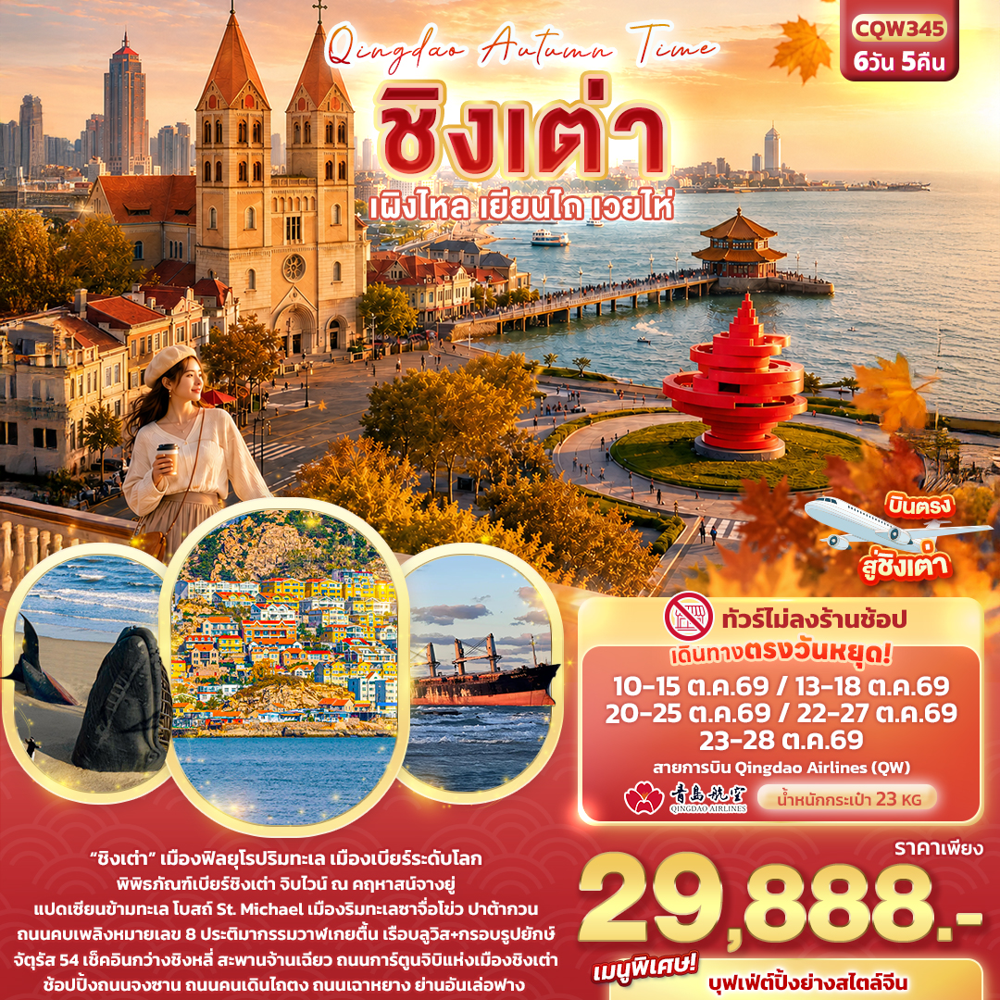 Qingdao Autumn Time
CQW345
6วัน 5คืน
ชิงเต่า
เผิงไหล เยียนไถ เวยไห่
บินตรง
สู่ชิงเต่า
ทัวร์ไม่ลงร้านช้อป
เดินทางตรงวันหยุด!
10-15 ต.ค.69 / 13-18 ต.ค.69
20-25 ต.ค.69 / 22-27 ต.ค.69
23-28 ต.ค.69
สายการบิน Qingdao Airlines (QW)
青島航空
QINGDAO AIRLINES
น้ำหนักกระเป๋า 23 KG
“ชิงเต่า” เมืองฟิลยุโรปริมทะเล เมืองเบียร์ระดับโลก
พิพิธภัณฑ์เบียร์ชิงเต่า จิบไวน์ ณ คฤหาสน์จางยู่
แปดเซียนข้ามทะเล โบสถ์ St. Michael เมืองริมทะเลซาจื่อโข่ว ปาต้ากวน
ถนนคบเพลิงหมายเลข 8 ประติมากรรมวาฬเกยตื้น เรือบลูวิส+กรอบรูปยักษ์
จัตุรัส 54 เช็คอินกว่างชิงหลี่ สะพานจ้านเฉียว ถนนการ์ตูนจิบิแห่งเมืองชิงเต่า
ช้อปปิ้งถนนจงซาน ถนนคนเดินไถตง ถนนเฉาหยาง ย่านอันเล่อฟาง
ราคาเพียง
29,888.-
เมนูพิเศษ!
บุฟเฟ่ต์ปิ้งย่างสไตล์จีน